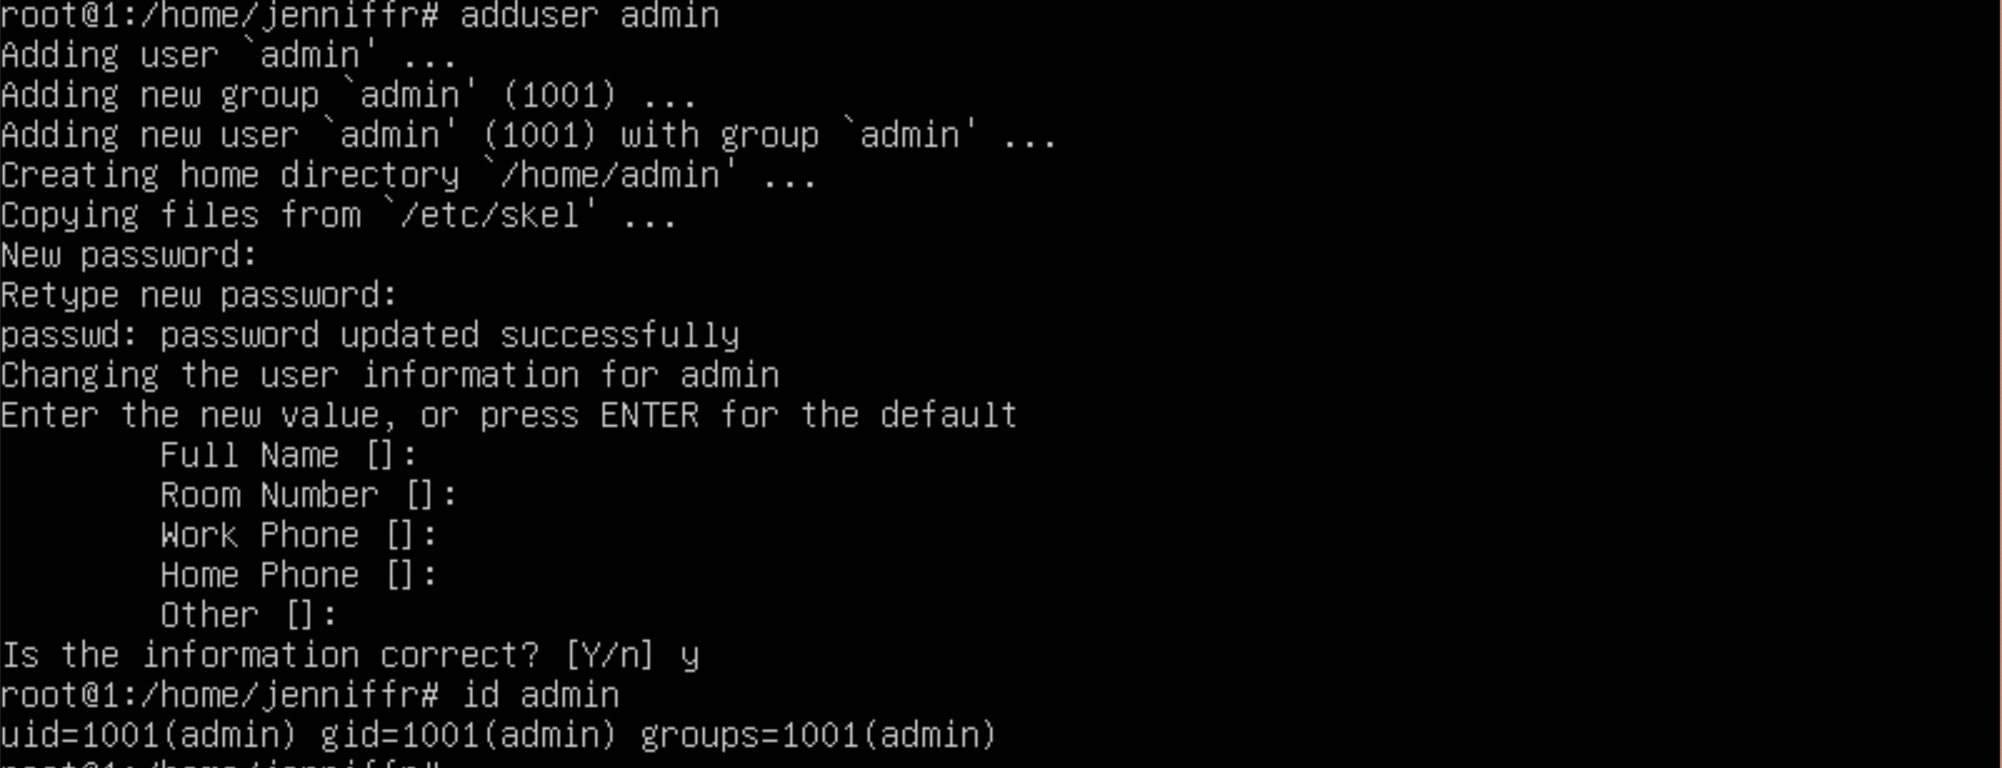 root@1:/home/jenniffr# adduser admin
Adding user `admin' ...
Adding new group `admin' (1001) ...
Adding new user `admin' (1001) with group `admin' ...
Creating home directory `/home/admin' ...
Copying files from `/etc/skel' ...
New password:
Retype new password:
passwd: password updated successfully
Changing the user information for admin
Enter the new value, or press ENTER for the default
        Full Name []:
        Room Number []:
        Work Phone []:
        Home Phone []:
        Other []:
Is the information correct? [Y/n] y
root@1:/home/jenniffr# id admin
uid=1001(admin) gid=1001(admin) groups=1001(admin)
root@1:/home/jenniffr#